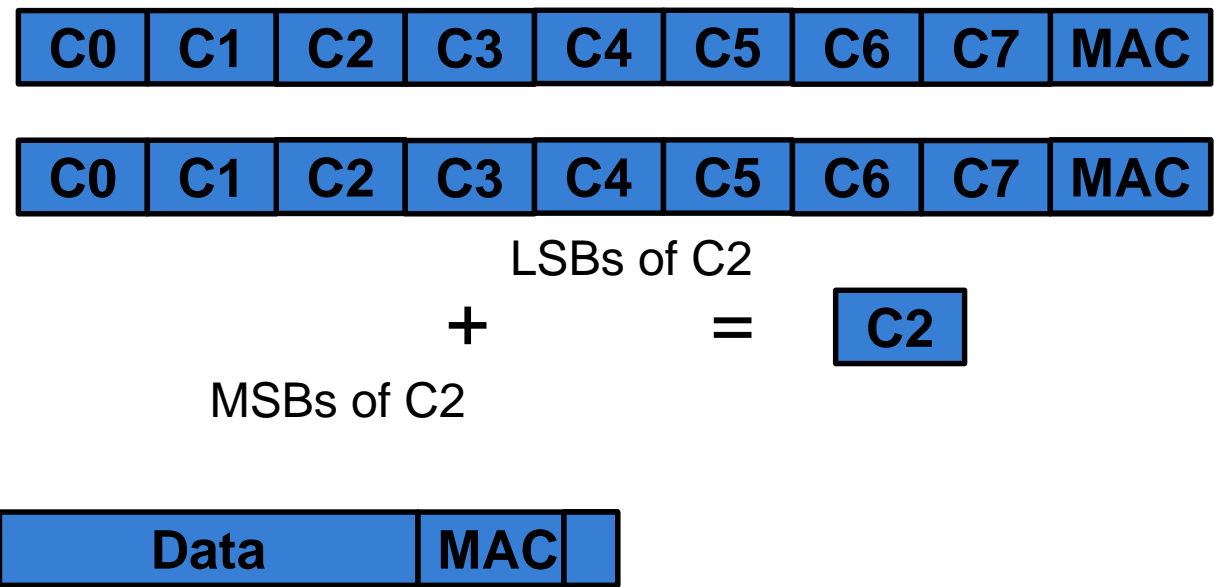 C0 C1 C2 C3 C4 C5 C6 C7 MAC
C0 C1 C2 C3 C4 C5 C6 C7 MAC
LSBs of C2
+ = C2
MSBs of C2
Data MAC